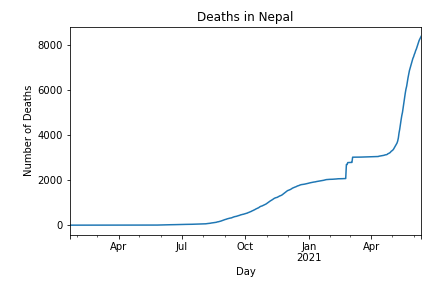 Deaths in Nepal
8000
6000
4000
2000
0
Number of Deaths
Apr
Jul
Oct
Jan
2021
Apr
Day